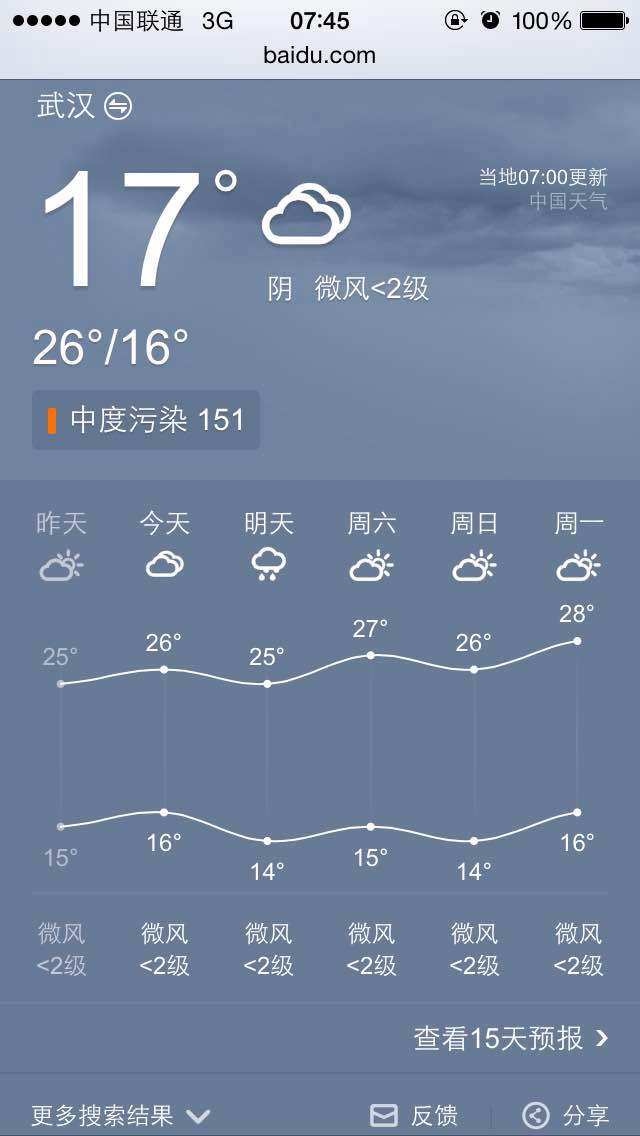 中国联通 3G 07:45 100%
baidu.com
武汉
17°
当地07:00更新
中国天气
阴 微风<2级
26°/16°
中度污染 151
昨天 今天 明天 周六 周日 周一
25° 26° 25° 27° 26° 28°
15° 16° 14° 15° 14° 16°
微风 微风 微风 微风 微风 微风
<2级 <2级 <2级 <2级 <2级 <2级
查看15天预报
更多搜索结果 反馈 分享